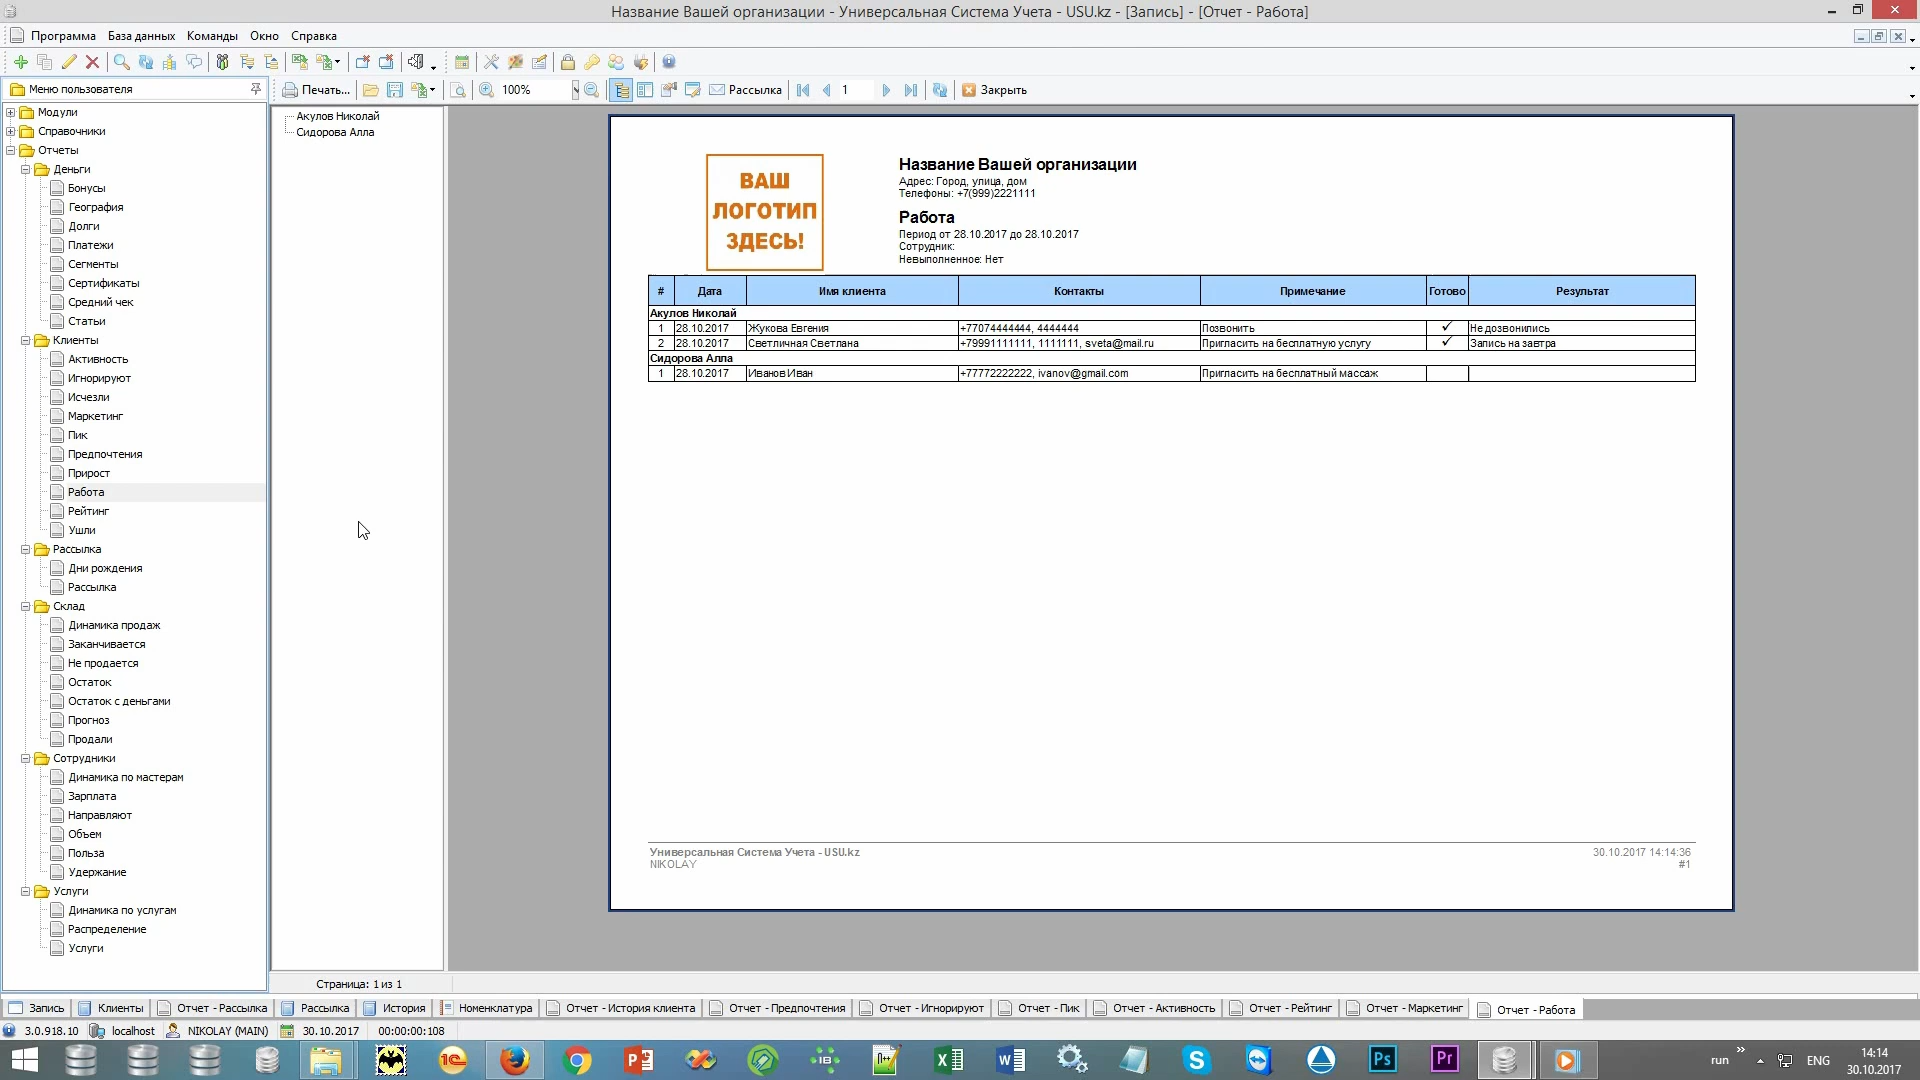 Название Вашей организации - Универсальная Система Учета - USU.kz - [Запись] - [Отчет - Работа]
Программа База данных Команды Окно Справка
Меню пользователя
Печать... 100% Рассылка 1 Закрыть
Модули
Справочники
Отчеты
Деньги
Бонусы
География
Долги
Платежи
Сегменты
Сертификаты
Средний чек
Статьи
Клиенты
Активность
Игнорируют
Исчезли
Маркетинг
Пик
Предпочтения
Прирост
Работа
Рейтинг
Ушли
Рассылка
Дни рождения
Рассылка
Склад
Динамика продаж
Заканчивается
Не продается
Остаток
Остаток с деньгами
Прогноз
Продали
Сотрудники
Динамика по мастерам
Зарплата
Направляют
Объем
Польза
Удержание
Услуги
Динамика по услугам
Распределение
Услуги
Акулов Николай
Сидорова Алла
ВАШ
ЛОГОТИП
ЗДЕСЬ!
Название Вашей организации
Адрес: Город, улица, дом
Телефоны: +7(999)2221111
Работа
Период от 28.10.2017 до 28.10.2017
Сотрудник:
Невыполненное: Нет
# Дата Имя клиента Контакты Примечание Готово Результат
Акулов Николай
1 28.10.2017 Жукова Евгения +77074444444, 4444444 Позвонить ✓ Не дозвонились
2 28.10.2017 Светличная Светлана +79991111111, 1111111, sveta@mail.ru Пригласить на бесплатную услугу ✓ Запись на завтра
Сидорова Алла
1 28.10.2017 Иванов Иван +77772222222, ivanov@gmail.com Пригласить на бесплатный массаж
Универсальная Система Учета - USU.kz 30.10.2017 14:14:36
NIKOLAY #1
Страница: 1 из 1
Запись Клиенты Отчет - Рассылка Рассылка История Номенклатура Отчет - История клиента Отчет - Предпочтения Отчет - Игнорируют Отчет - Пик Отчет - Активность Отчет - Рейтинг Отчет - Маркетинг Отчет - Работа
3.0.918.10 localhost NIKOLAY (MAIN) 30.10.2017 00:00:00:108
run ENG 14:14
30.10.2017